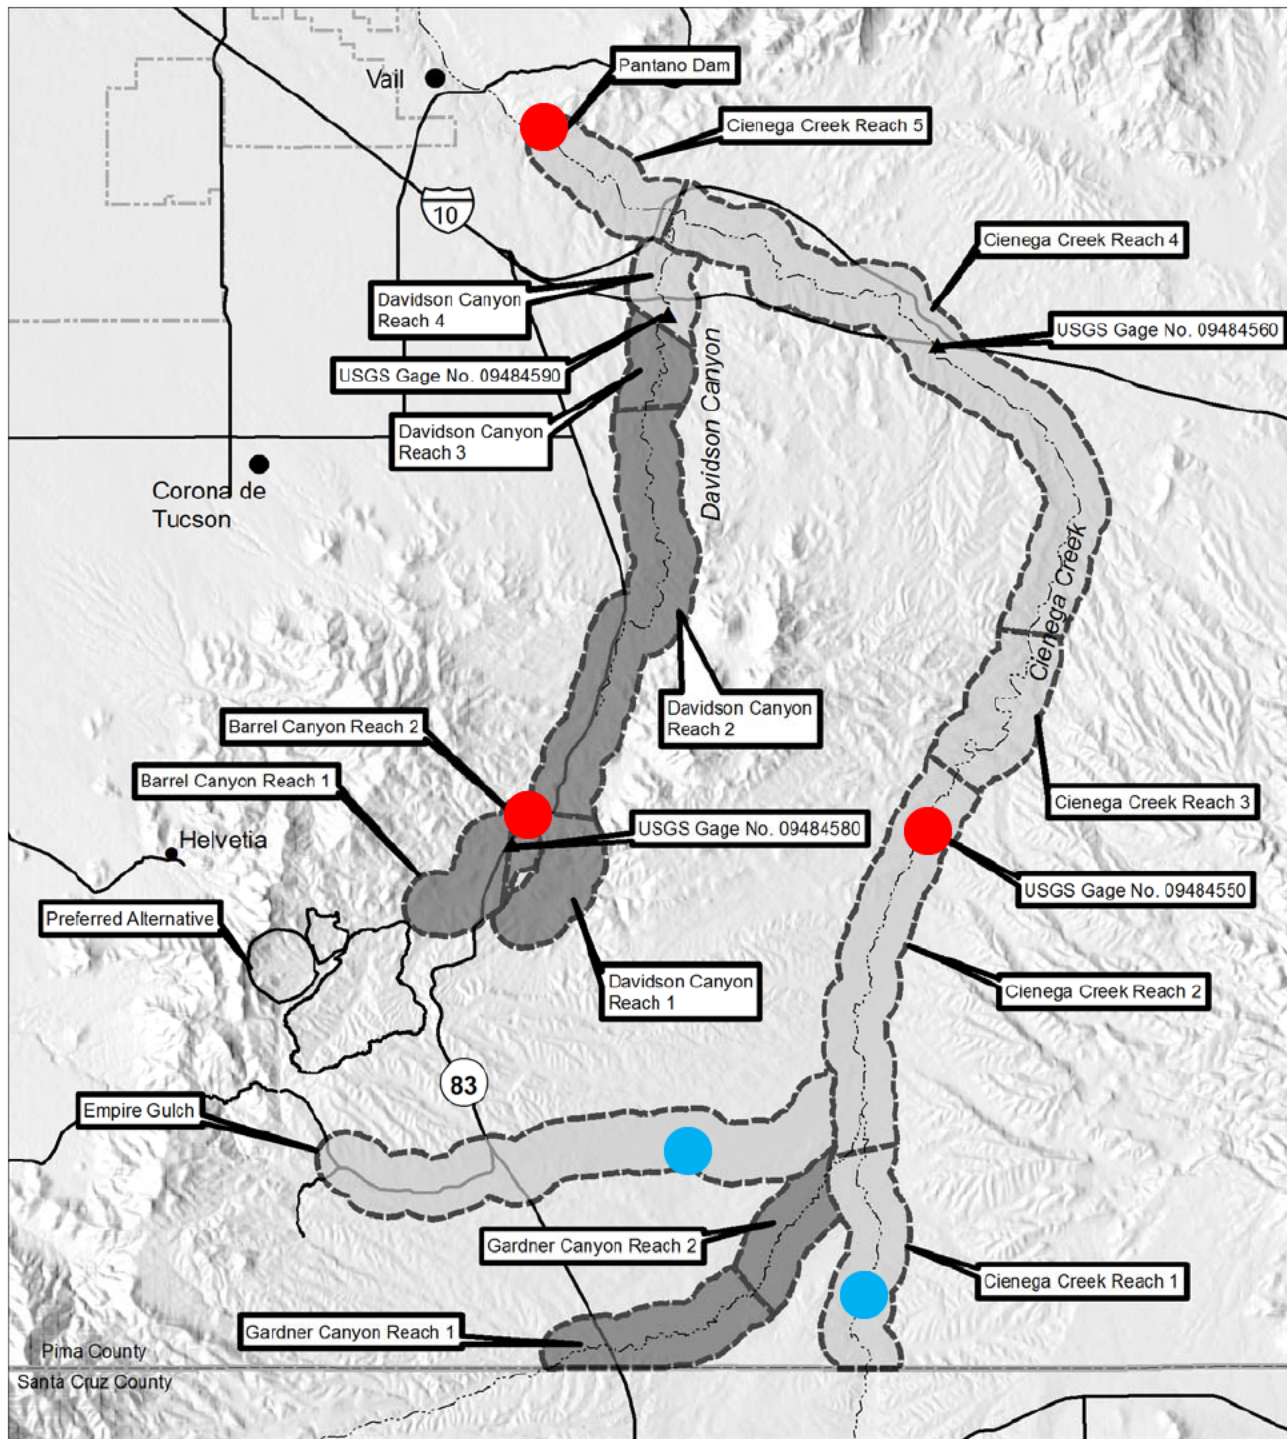 Pantano Dam
Vail
Cienega Creek Reach 5
10
Cienega Creek Reach 4
Davidson Canyon
Reach 4
USGS Gage No. 09484560
USGS Gage No. 09484590
Davidson Canyon
Davidson Canyon
Reach 3
Corona de
Tucson
Cienega Creek
Davidson Canyon
Reach 2
Barrel Canyon Reach 2
Barrel Canyon Reach 1
Cienega Creek Reach 3
USGS Gage No. 09484580
Helvetia
USGS Gage No. 09484550
Preferred Alternative
Davidson Canyon
Reach 1
Cienega Creek Reach 2
83
Empire Gulch
Gardner Canyon Reach 2
Cienega Creek Reach 1
Gardner Canyon Reach 1
Pima County
Santa Cruz County